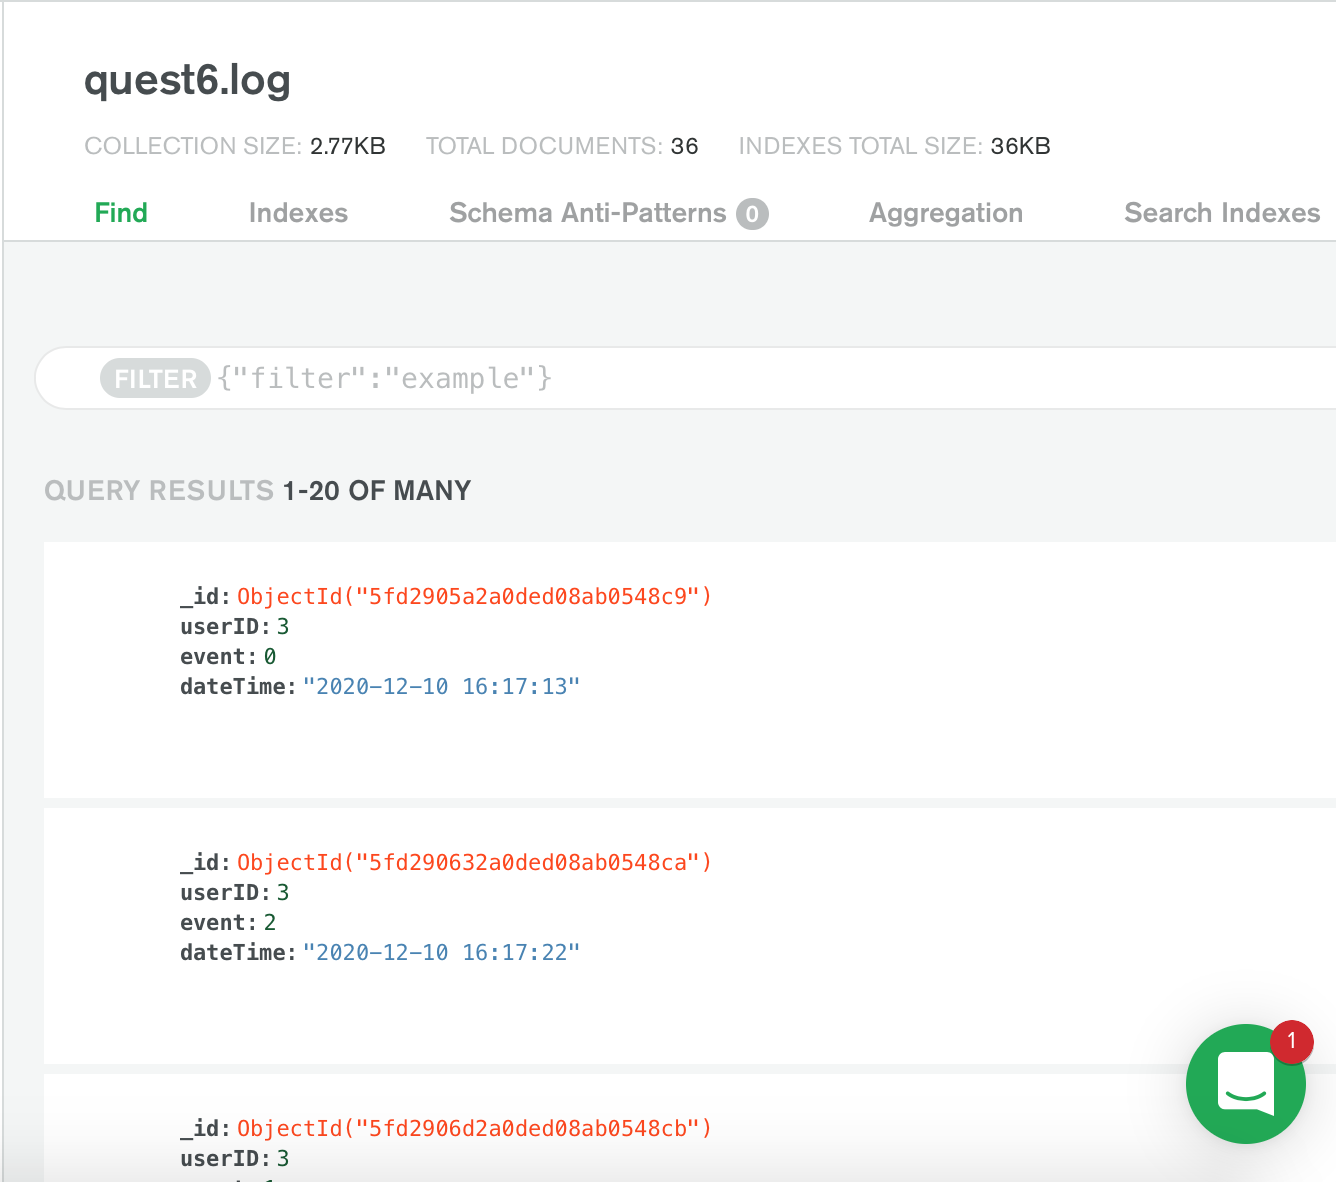 quest6.log
COLLECTION SIZE: 2.77KB TOTAL DOCUMENTS: 36 INDEXES TOTAL SIZE: 36KB
Find Indexes Schema Anti-Patterns 0 Aggregation Search Indexes
FILTER {"filter":"example"}
QUERY RESULTS 1-20 OF MANY
_id: ObjectId("5fd2905a2a0ded08ab0548c9")
userID: 3
event: 0
dateTime: "2020-12-10 16:17:13"
_id: ObjectId("5fd290632a0ded08ab0548ca")
userID: 3
event: 2
dateTime: "2020-12-10 16:17:22"
1
_id: ObjectId("5fd2906d2a0ded08ab0548cb")
userID: 3